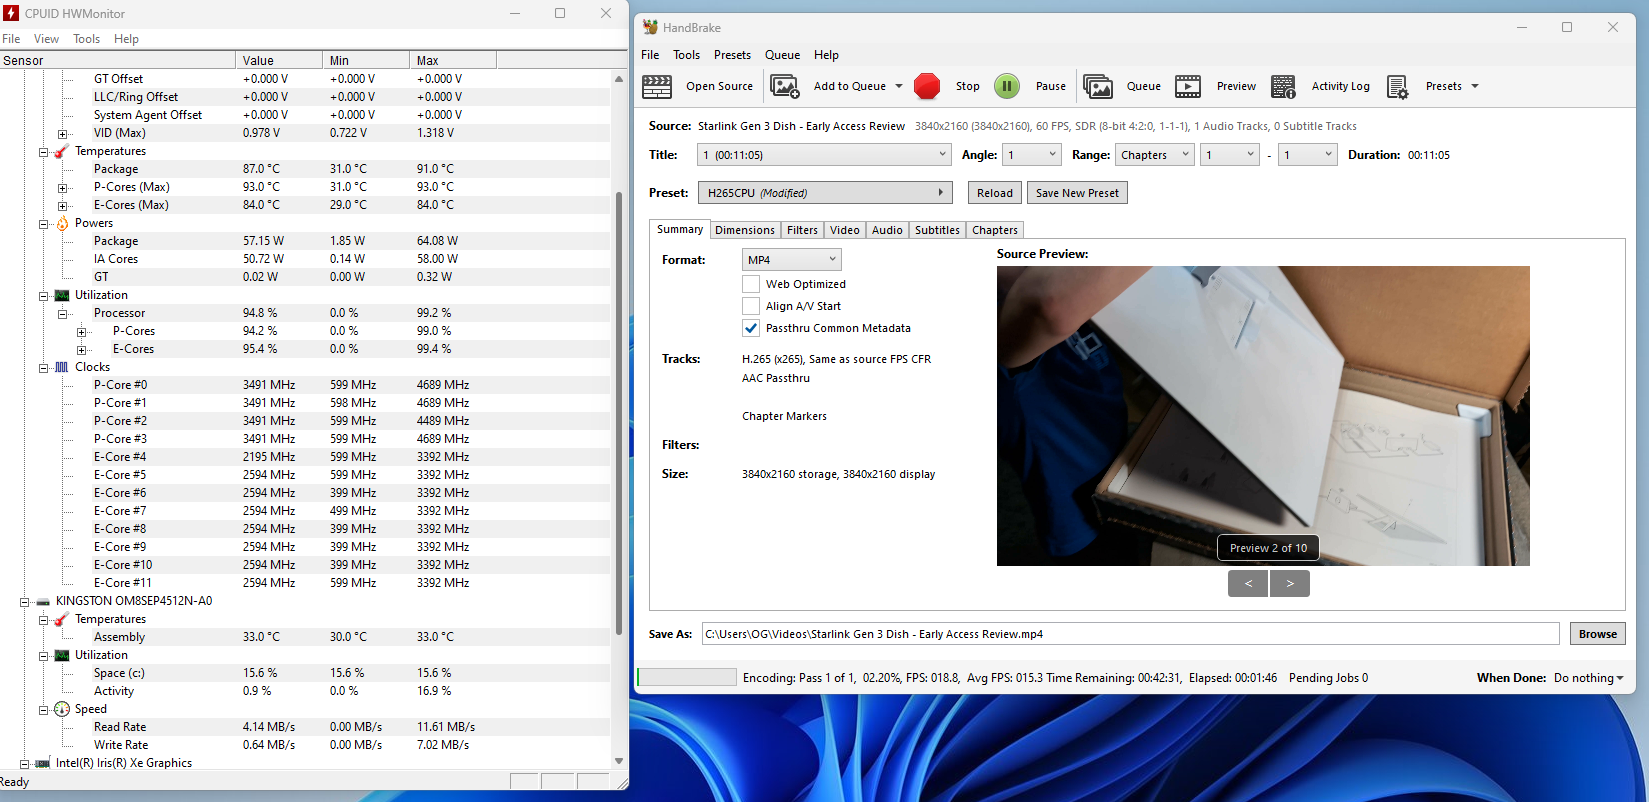 CPUID HWMonitor
File View Tools Help
Sensor Value Min Max
GT Offset +0.000 V +0.000 V +0.000 V
LLC/Ring Offset +0.000 V +0.000 V +0.000 V
System Agent Offset +0.000 V +0.000 V +0.000 V
VID (Max) 0.978 V 0.722 V 1.318 V
Temperatures
Package 87.0 °C 31.0 °C 91.0 °C
P-Cores (Max) 93.0 °C 31.0 °C 93.0 °C
E-Cores (Max) 84.0 °C 29.0 °C 84.0 °C
Powers
Package 57.15 W 1.85 W 64.08 W
IA Cores 50.72 W 0.14 W 58.00 W
GT 0.02 W 0.00 W 0.32 W
Utilization
Processor 94.8 % 0.0 % 99.2 %
P-Cores 94.2 % 0.0 % 99.0 %
E-Cores 95.4 % 0.0 % 99.4 %
Clocks
P-Core #0 3491 MHz 599 MHz 4689 MHz
P-Core #1 3491 MHz 598 MHz 4689 MHz
P-Core #2 3491 MHz 599 MHz 4489 MHz
P-Core #3 3491 MHz 599 MHz 4689 MHz
E-Core #4 2195 MHz 599 MHz 3392 MHz
E-Core #5 2594 MHz 599 MHz 3392 MHz
E-Core #6 2594 MHz 399 MHz 3392 MHz
E-Core #7 2594 MHz 499 MHz 3392 MHz
E-Core #8 2594 MHz 399 MHz 3392 MHz
E-Core #9 2594 MHz 399 MHz 3392 MHz
E-Core #10 2594 MHz 399 MHz 3392 MHz
E-Core #11 2594 MHz 599 MHz 3392 MHz
KINGSTON OM8SEP4512N-A0
Temperatures
Assembly 33.0 °C 30.0 °C 33.0 °C
Utilization
Space (c:) 15.6 % 15.6 % 15.6 %
Activity 0.9 % 0.0 % 16.9 %
Speed
Read Rate 4.14 MB/s 0.00 MB/s 11.61 MB/s
Write Rate 0.64 MB/s 0.00 MB/s 7.02 MB/s
Intel(R) Iris(R) Xe Graphics
Ready
HandBrake
File Tools Presets Queue Help
Open Source Add to Queue Stop Pause Queue Preview Activity Log Presets
Source: Starlink Gen 3 Dish - Early Access Review 3840x2160 (3840x2160), 60 FPS, SDR (8-bit 4:2:0, 1-1-1), 1 Audio Tracks, 0 Subtitle Tracks
Title: 1 (00:11:05) Angle: 1 Range: Chapters 1 - 1 Duration: 00:11:05
Preset: H265CPU (Modified) Reload Save New Preset
Summary Dimensions Filters Video Audio Subtitles Chapters
Format: MP4
Web Optimized
Align A/V Start
Passthru Common Metadata
Tracks: H.265 (x265), Same as source FPS CFR
AAC Passthru
Chapter Markers
Filters:
Size: 3840x2160 storage, 3840x2160 display
Source Preview:
Preview 2 of 10
< >
Save As: C:\Users\OG\Videos\Starlink Gen 3 Dish - Early Access Review.mp4 Browse
Encoding: Pass 1 of 1, 02.20%, FPS: 018.8, Avg FPS: 015.3 Time Remaining: 00:42:31, Elapsed: 00:01:46 Pending Jobs 0 When Done: Do nothing